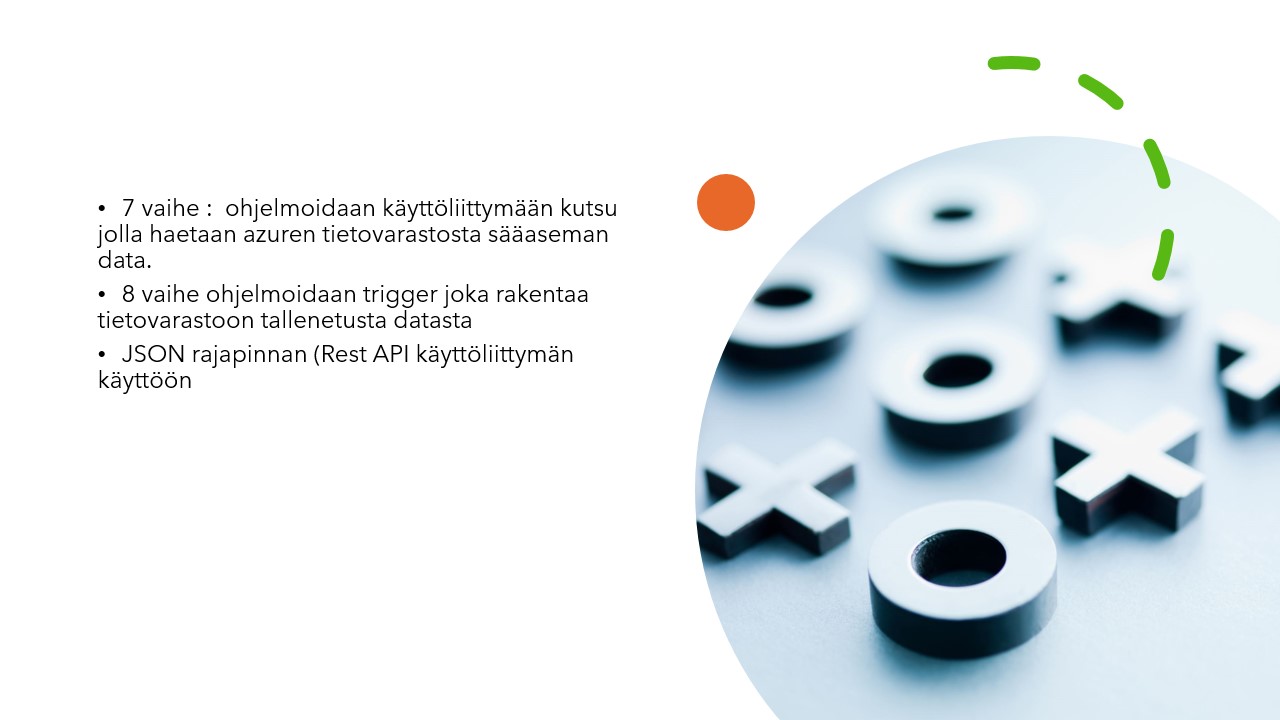 • 7 vaihe :  ohjelmoidaan käyttöliittymään kutsu
jolla haetaan azuren tietovarastosta sääaseman
data.
• 8 vaihe ohjelmoidaan trigger joka rakentaa
tietovarastoon tallenetusta datasta
• JSON rajapinnan (Rest API käyttöliittymän
käyttöön